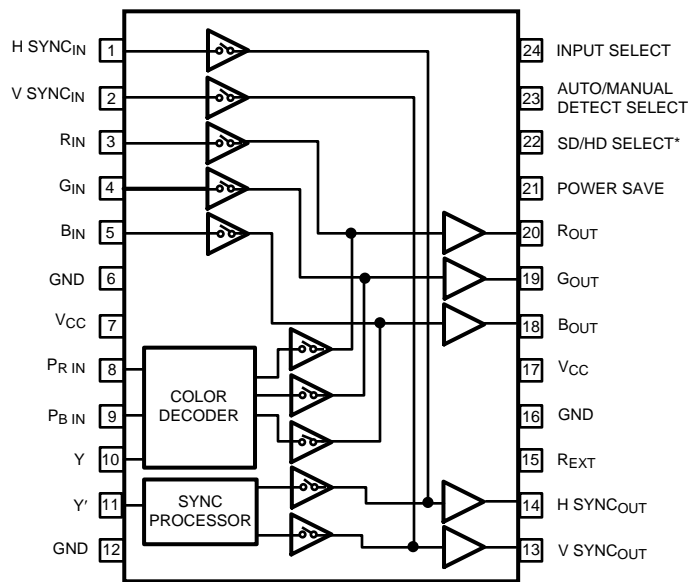 H SYNCIN 1
V SYNCIN 2
RIN 3
GIN 4
BIN 5
GND 6
VCC 7
PR IN 8
PB IN 9
Y 10
Y′ 11
GND 12
COLOR
DECODER
SYNC
PROCESSOR
24 INPUT SELECT
23 AUTO/MANUAL
DETECT SELECT
22 SD/HD SELECT*
21 POWER SAVE
20 ROUT
19 GOUT
18 BOUT
17 VCC
16 GND
15 REXT
14 H SYNCOUT
13 V SYNCOUT